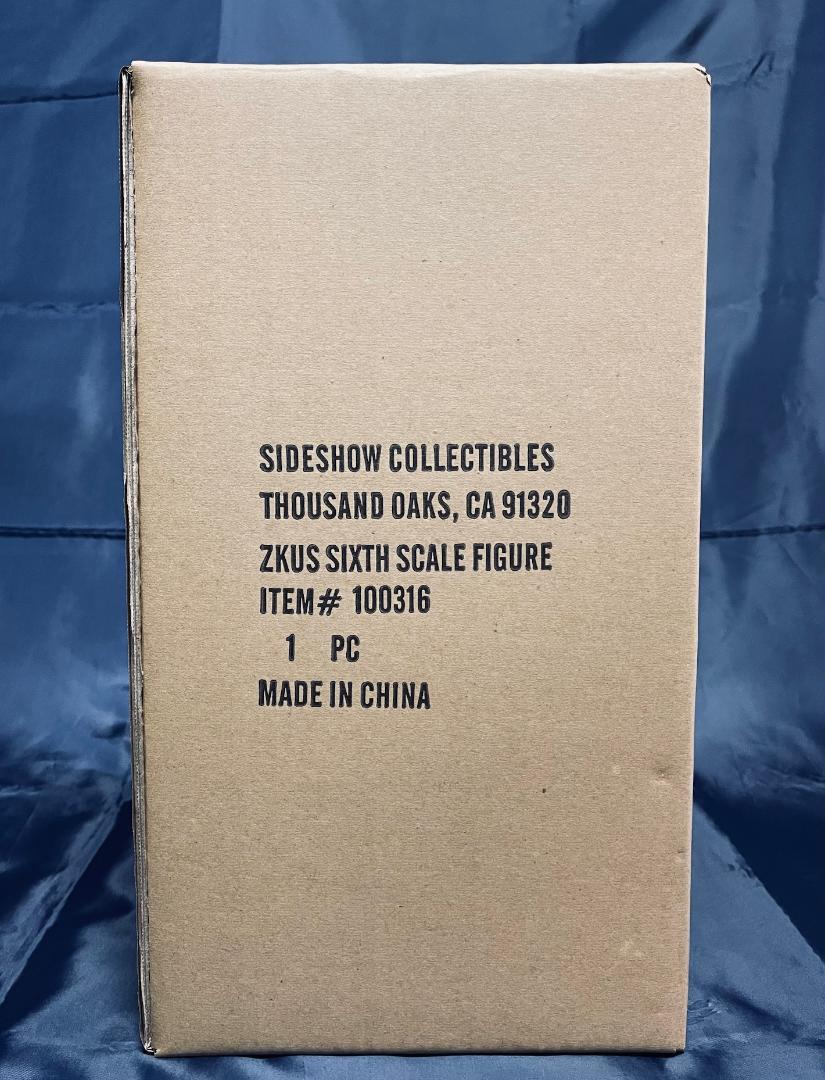 SIDESHOW COLLECTIBLES
THOUSAND OAKS, CA 91320
ZKUS SIXTH SCALE FIGURE
ITEM# 100316
1 PC
MADE IN CHINA